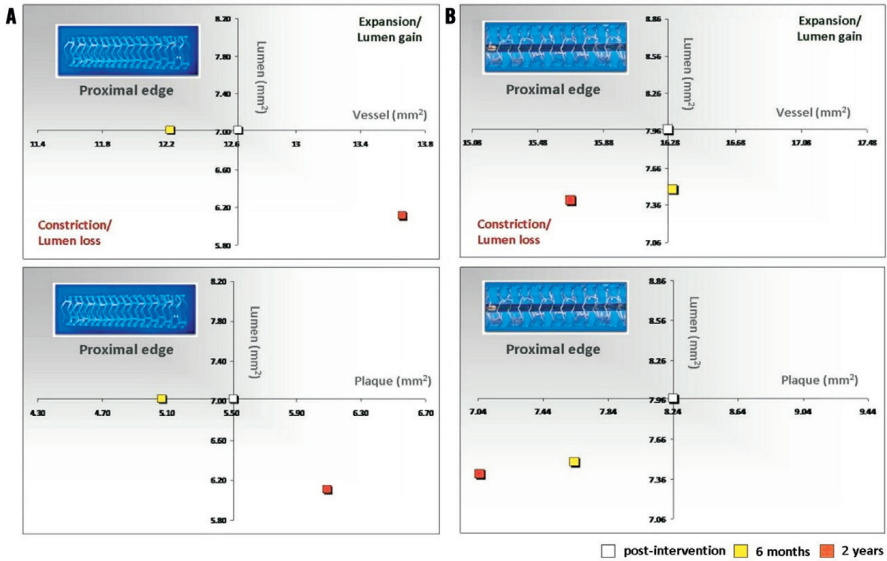 A
8.20
7.80
7.40
7.00
6.60
6.20
5.80
Lumen (mm²)
Expansion/
Lumen gain
Proximal edge
Vessel (mm²)
11.4 11.8 12.2 12.6 13 13.4 13.8
Constriction/
Lumen loss
B
8.86
8.56
8.26
7.96
7.66
7.36
7.06
Lumen (mm²)
Expansion/
Lumen gain
Proximal edge
Vessel (mm²)
15.08 15.48 15.88 16.28 16.68 17.08 17.48
Constriction/
Lumen loss
8.20
7.80
7.40
7.00
6.60
6.20
5.80
Lumen (mm²)
Proximal edge
Plaque (mm²)
4.30 4.70 5.10 5.50 5.90 6.30 6.70
8.86
8.56
8.26
7.96
7.66
7.36
7.06
Lumen (mm²)
Proximal edge
Plaque (mm²)
7.04 7.44 7.84 8.24 8.64 9.04 9.44
post-intervention 6 months 2 years